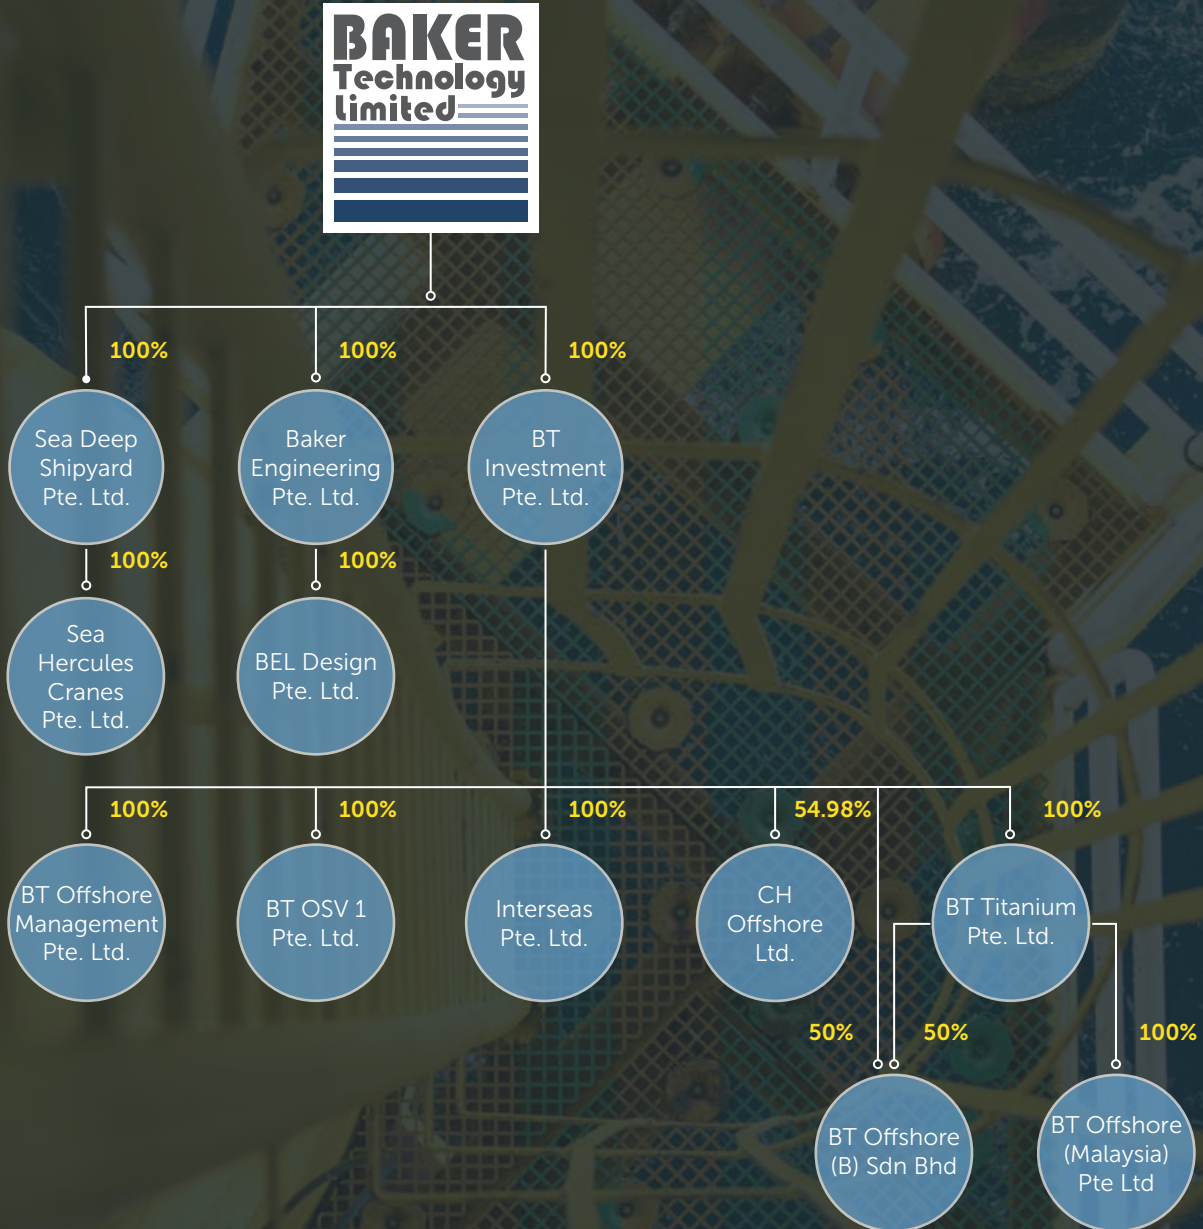 BAKER
Technology
Limited
100%
100%
100%
Sea Deep
Shipyard
Pte. Ltd.
Baker
Engineering
Pte. Ltd.
BT
Investment
Pte. Ltd.
100%
100%
Sea
Hercules
Cranes
Pte. Ltd.
BEL Design
Pte. Ltd.
100%
100%
100%
54.98%
100%
BT Offshore
Management
Pte. Ltd.
BT OSV 1
Pte. Ltd.
Interseas
Pte. Ltd.
CH
Offshore
Ltd.
BT Titanium
Pte. Ltd.
50%
50%
100%
BT Offshore
(B) Sdn Bhd
BT Offshore
(Malaysia)
Pte Ltd